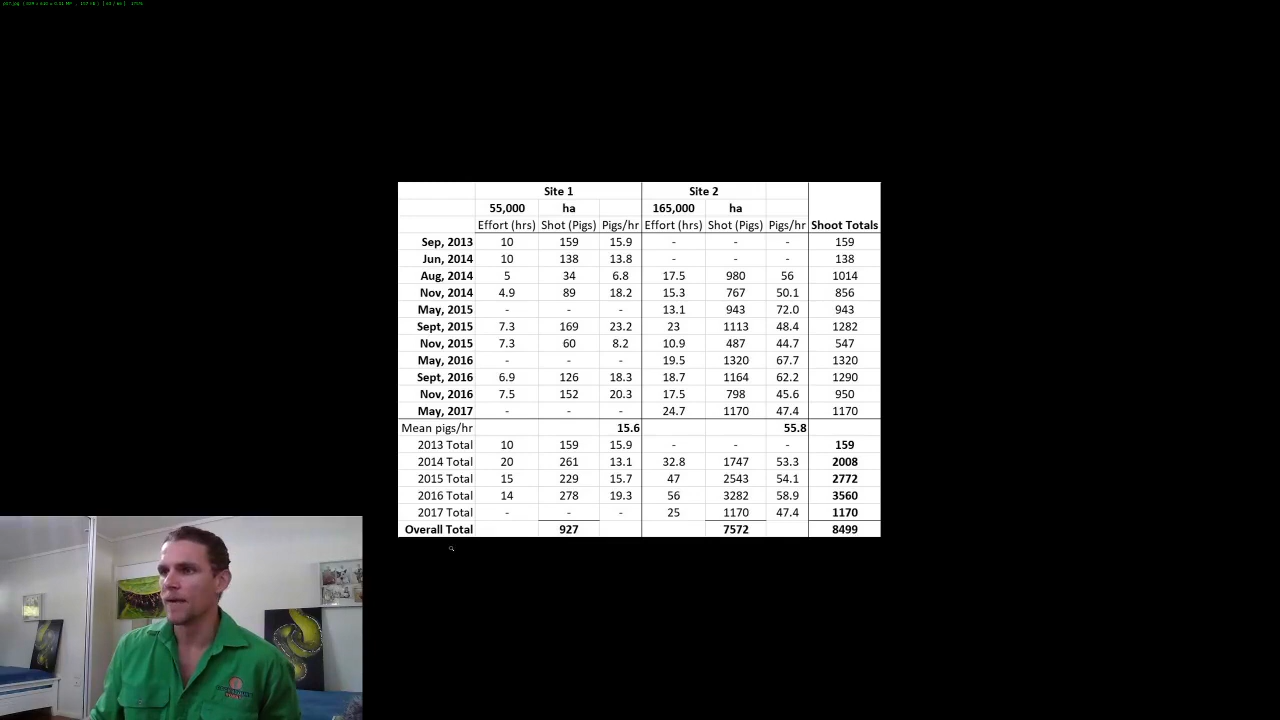 Site 1 Site 2
55,000 ha 165,000 ha
Effort (hrs) Shot (Pigs) Pigs/hr Effort (hrs) Shot (Pigs) Pigs/hr Shoot Totals
Sep, 2013 10 159 15.9 - - - 159
Jun, 2014 10 138 13.8 - - - 138
Aug, 2014 5 34 6.8 17.5 980 56 1014
Nov, 2014 4.9 89 18.2 15.3 767 50.1 856
May, 2015 - - - 13.1 943 72.0 943
Sept, 2015 7.3 169 23.2 23 1113 48.4 1282
Nov, 2015 7.3 60 8.2 10.9 487 44.7 547
May, 2016 - - - 19.5 1320 67.7 1320
Sept, 2016 6.9 126 18.3 18.7 1164 62.2 1290
Nov, 2016 7.5 152 20.3 17.5 798 45.6 950
May, 2017 - - - 24.7 1170 47.4 1170
Mean pigs/hr 15.6 55.8
2013 Total 10 159 15.9 - - - 159
2014 Total 20 261 13.1 32.8 1747 53.3 2008
2015 Total 15 229 15.7 47 2543 54.1 2772
2016 Total 14 278 19.3 56 3282 58.9 3560
2017 Total - - - 25 1170 47.4 1170
Overall Total 927 7572 8499